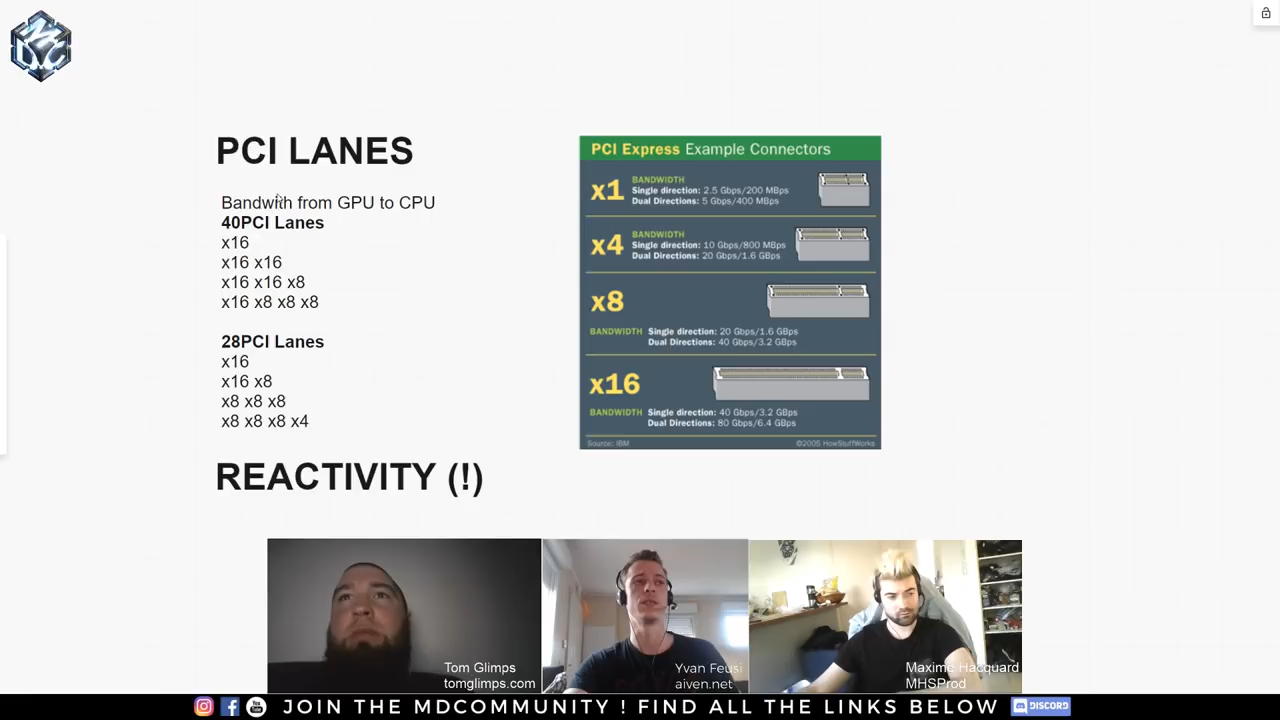 PCI LANES
Bandwith from GPU to CPU
40PCI Lanes
x16
x16 x16
x16 x16 x8
x16 x8 x8 x8
28PCI Lanes
x16
x16 x8
x8 x8 x8
x8 x8 x8 x4
REACTIVITY (!)
PCI Express Example Connectors
x1
BANDWIDTH
Single direction: 2.5 Gbps/200 MBps
Dual Directions: 5 Gbps/400 MBps
x4
BANDWIDTH
Single direction: 10 Gbps/800 MBps
Dual Directions: 20 Gbps/1.6 GBps
x8
BANDWIDTH Single direction: 20 Gbps/1.6 GBps
Dual Directions: 40 Gbps/3.2 GBps
x16
BANDWIDTH Single direction: 40 Gbps/3.2 GBps
Dual Directions: 80 Gbps/6.4 GBps
Source: IBM ©2005 HowStuffWorks
Tom Glimps
tomglimps.com
Yvan Feusi
aiven.net
Maxime Hacquard
MHSProd
JOIN THE MDCOMMUNITY ! FIND ALL THE LINKS BELOW DISCORD